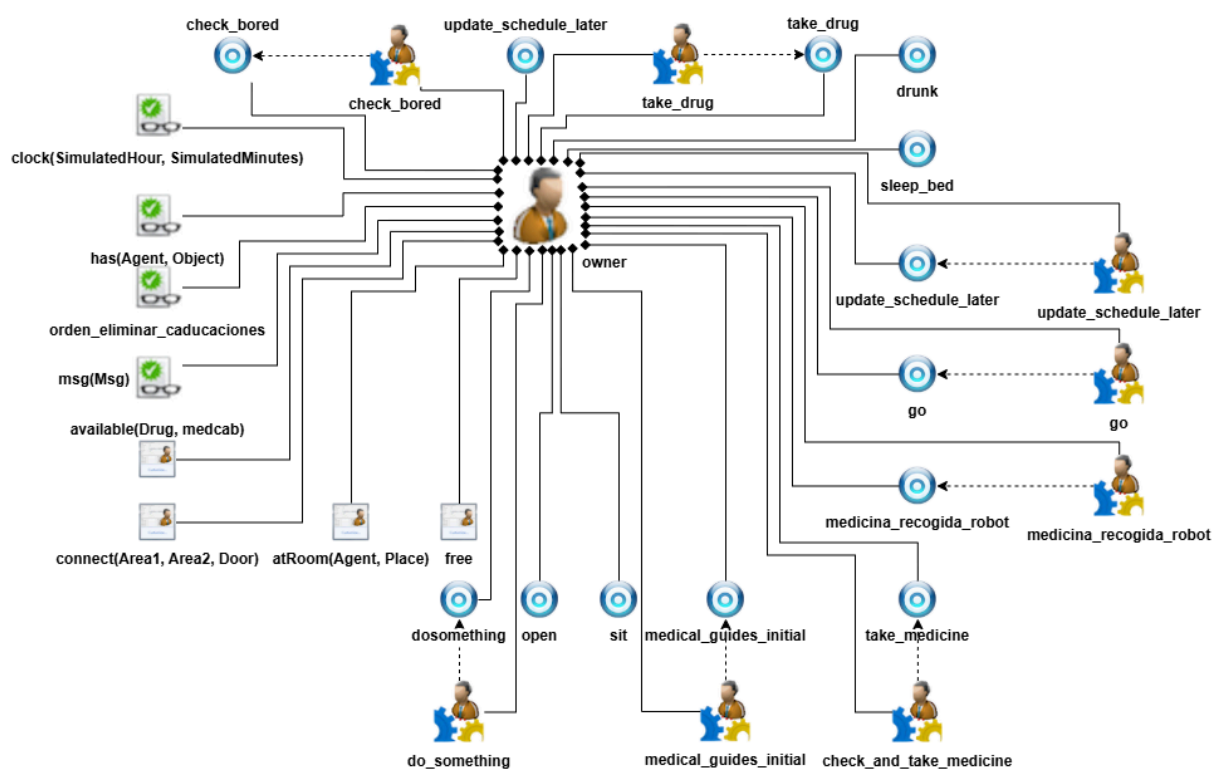 check_bored
update_schedule_later
take_drug
check_bored
take_drug
drunk
clock(SimulatedHour, SimulatedMinutes)
sleep_bed
has(Agent, Object)
owner
update_schedule_later
update_schedule_later
orden_eliminar_caducaciones
msg(Msg)
go
go
available(Drug, medcab)
medicina_recogida_robot
medicina_recogida_robot
connect(Area1, Area2, Door)
atRoom(Agent, Place)
free
dosomething
open
sit
medical_guides_initial
take_medicine
do_something
medical_guides_initial
check_and_take_medicine